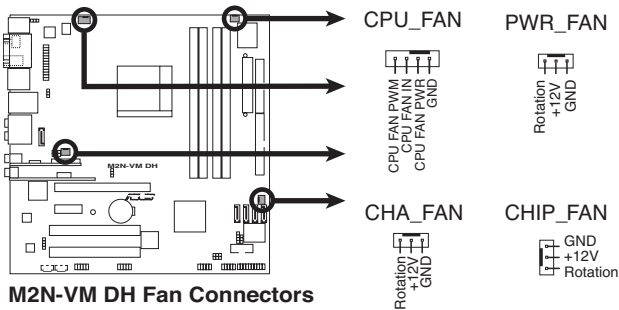 CPU_FAN
PWR_FAN
CPU FAN PWM
CPU FAN IN
CPU FAN PWR
GND
Rotation
+12V
GND
M2N-VM DH
CHA_FAN
CHIP_FAN
Rotation
+12V
GND
GND
+12V
Rotation
M2N-VM DH Fan Connectors